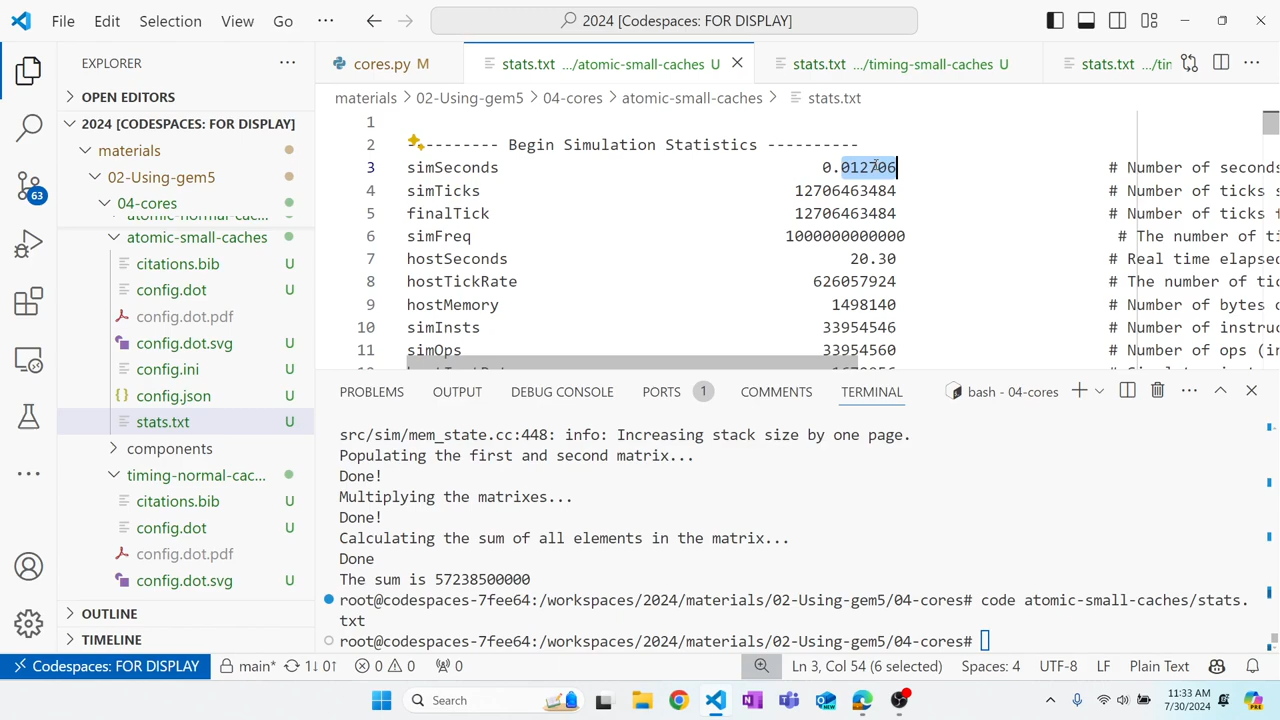 File Edit Selection View Go ··· 2024 [Codespaces: FOR DISPLAY]
EXPLORER ···
OPEN EDITORS
2024 [CODESPACES: FOR DISPLAY]
materials
02-Using-gem5
04-cores
atomic-normal-cac...
atomic-small-caches
citations.bib U
config.dot U
config.dot.pdf
config.dot.svg U
config.ini U
config.json U
stats.txt U
components
timing-normal-cac...
citations.bib U
config.dot U
config.dot.pdf
config.dot.svg U
OUTLINE
TIMELINE
63
cores.py M stats.txt .../atomic-small-caches U stats.txt .../timing-small-caches U stats.txt .../tim
materials > 02-Using-gem5 > 04-cores > atomic-small-caches > stats.txt
1
2 -------- Begin Simulation Statistics ----------
3 simSeconds 0.012706 # Number of seconds
4 simTicks 12706463484 # Number of ticks s
5 finalTick 12706463484 # Number of ticks f
6 simFreq 1000000000000 # The number of ti
7 hostSeconds 20.30 # Real time elapsed
8 hostTickRate 626057924 # The number of tic
9 hostMemory 1498140 # Number of bytes o
10 simInsts 33954546 # Number of instruc
11 simOps 33954560 # Number of ops (in
PROBLEMS OUTPUT DEBUG CONSOLE PORTS 1 COMMENTS TERMINAL bash - 04-cores
src/sim/mem_state.cc:448: info: Increasing stack size by one page.
Populating the first and second matrix...
Done!
Multiplying the matrixes...
Done!
Calculating the sum of all elements in the matrix...
Done
The sum is 57238500000
root@codespaces-7fee64:/workspaces/2024/materials/02-Using-gem5/04-cores# code atomic-small-caches/stats.
txt
root@codespaces-7fee64:/workspaces/2024/materials/02-Using-gem5/04-cores#
Codespaces: FOR DISPLAY main* 1↓ 0↑ 0 0 0 Ln 3, Col 54 (6 selected) Spaces: 4 UTF-8 LF Plain Text
Search
11:33 AM
7/30/2024